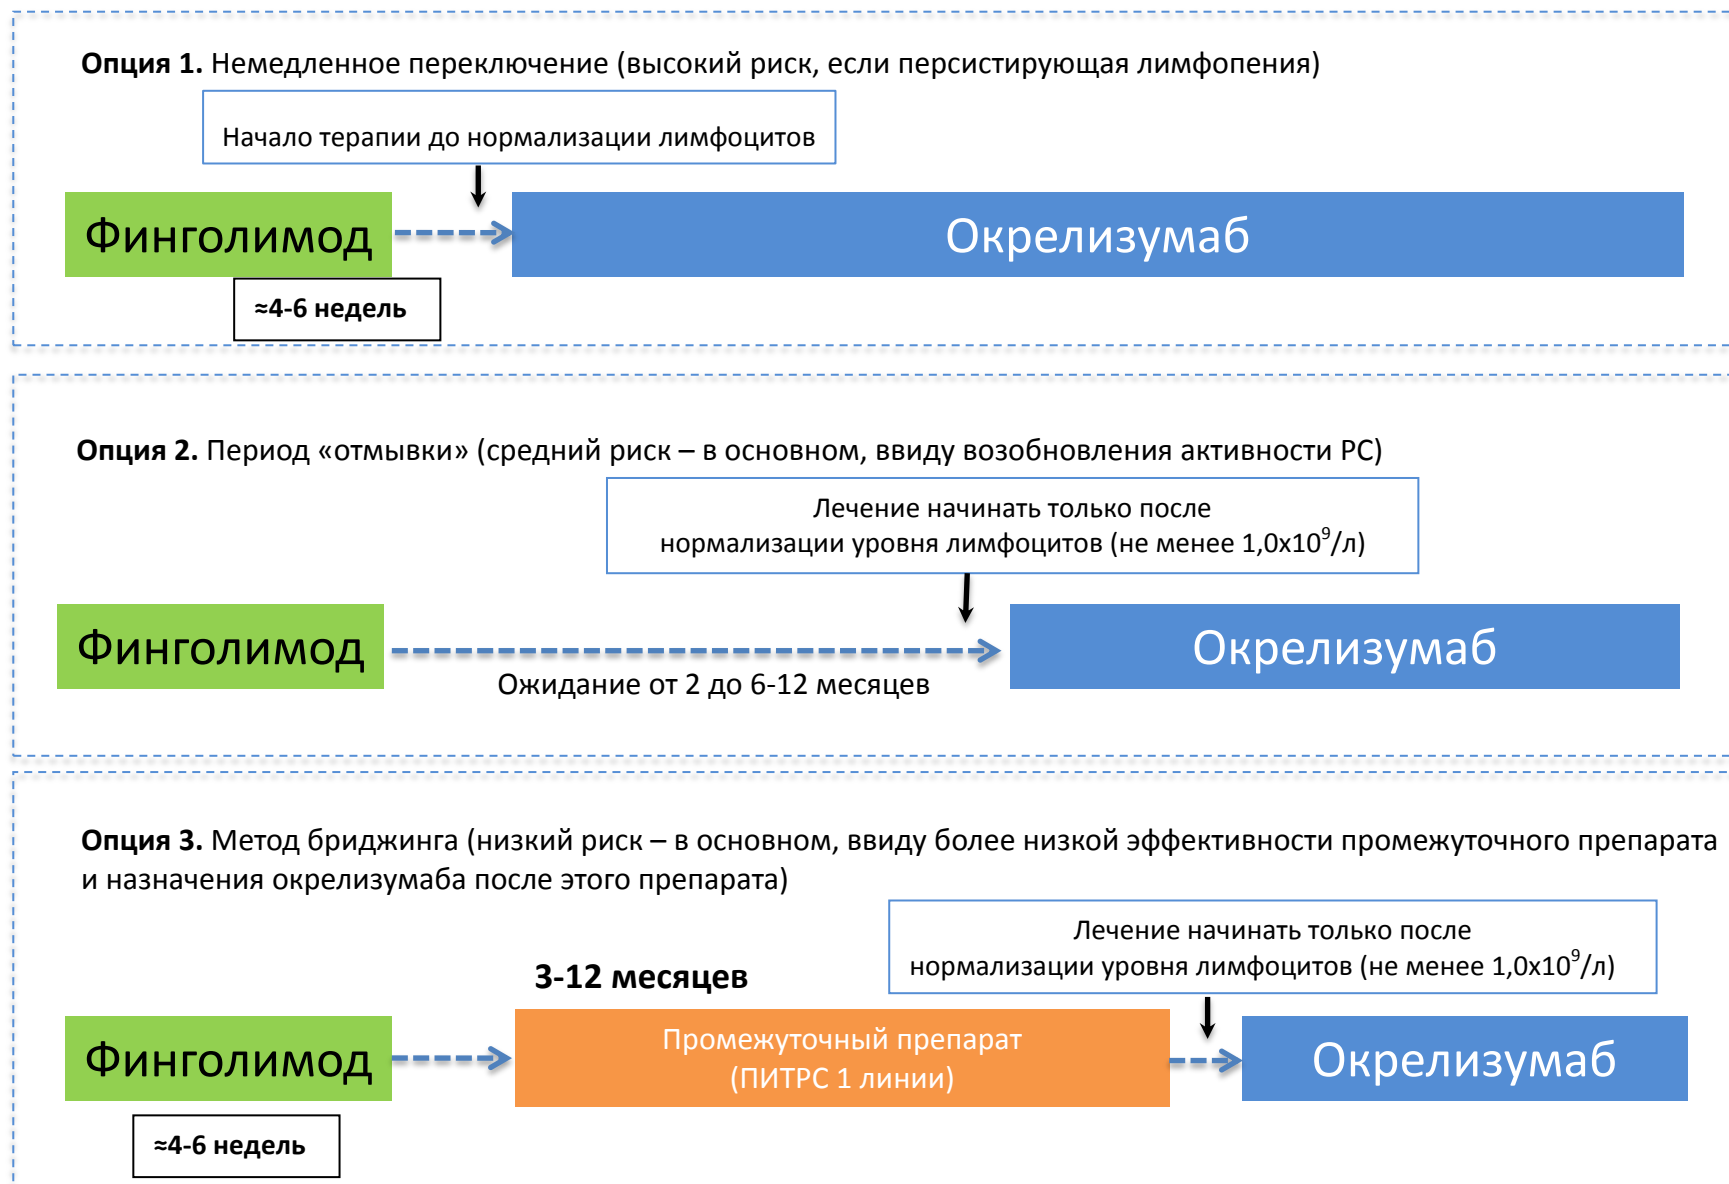 Опция 1. Немедленное переключение (высокий риск, если персистирующая лимфопения)
Начало терапии до нормализации лимфоцитов
Финголимод
Окрелизумаб
≈4-6 недель
Опция 2. Период «отмывки» (средний риск – в основном, ввиду возобновления активности РС)
Лечение начинать только после
нормализации уровня лимфоцитов (не менее 1,0х10⁹/л)
Финголимод
Окрелизумаб
Ожидание от 2 до 6-12 месяцев
Опция 3. Метод бриджинга (низкий риск – в основном, ввиду более низкой эффективности промежуточного препарата
и назначения окрелизумаба после этого препарата)
Лечение начинать только после
нормализации уровня лимфоцитов (не менее 1,0х10⁹/л)
3-12 месяцев
Финголимод
Промежуточный препарат
(ПИТРС 1 линии)
Окрелизумаб
≈4-6 недель